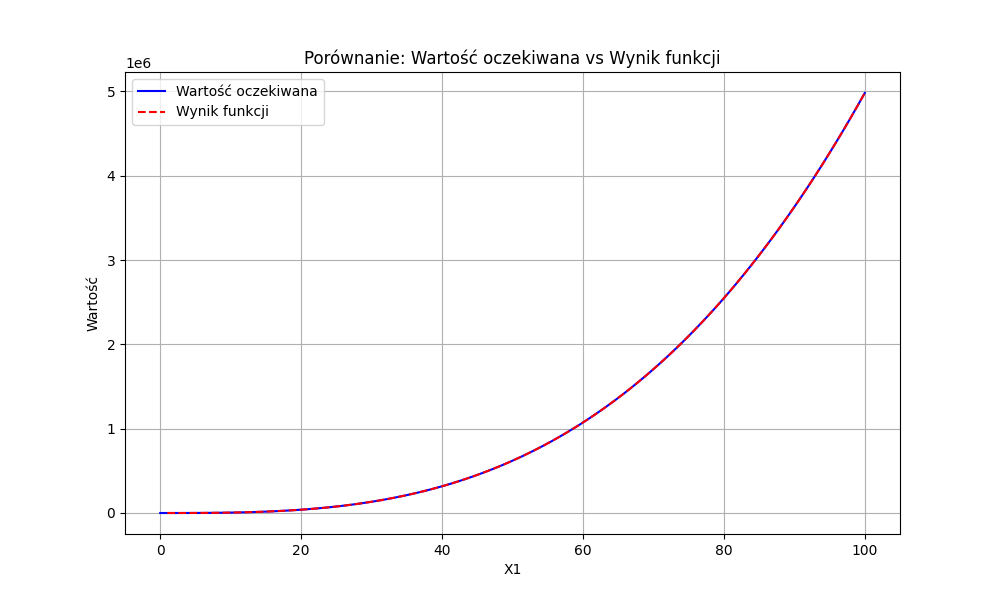 Porównanie: Wartość oczekiwana vs Wynik funkcji
1e6
Wartość oczekiwana
Wynik funkcji
5
4
3
2
1
0
Wartość
0 20 40 60 80 100
X1